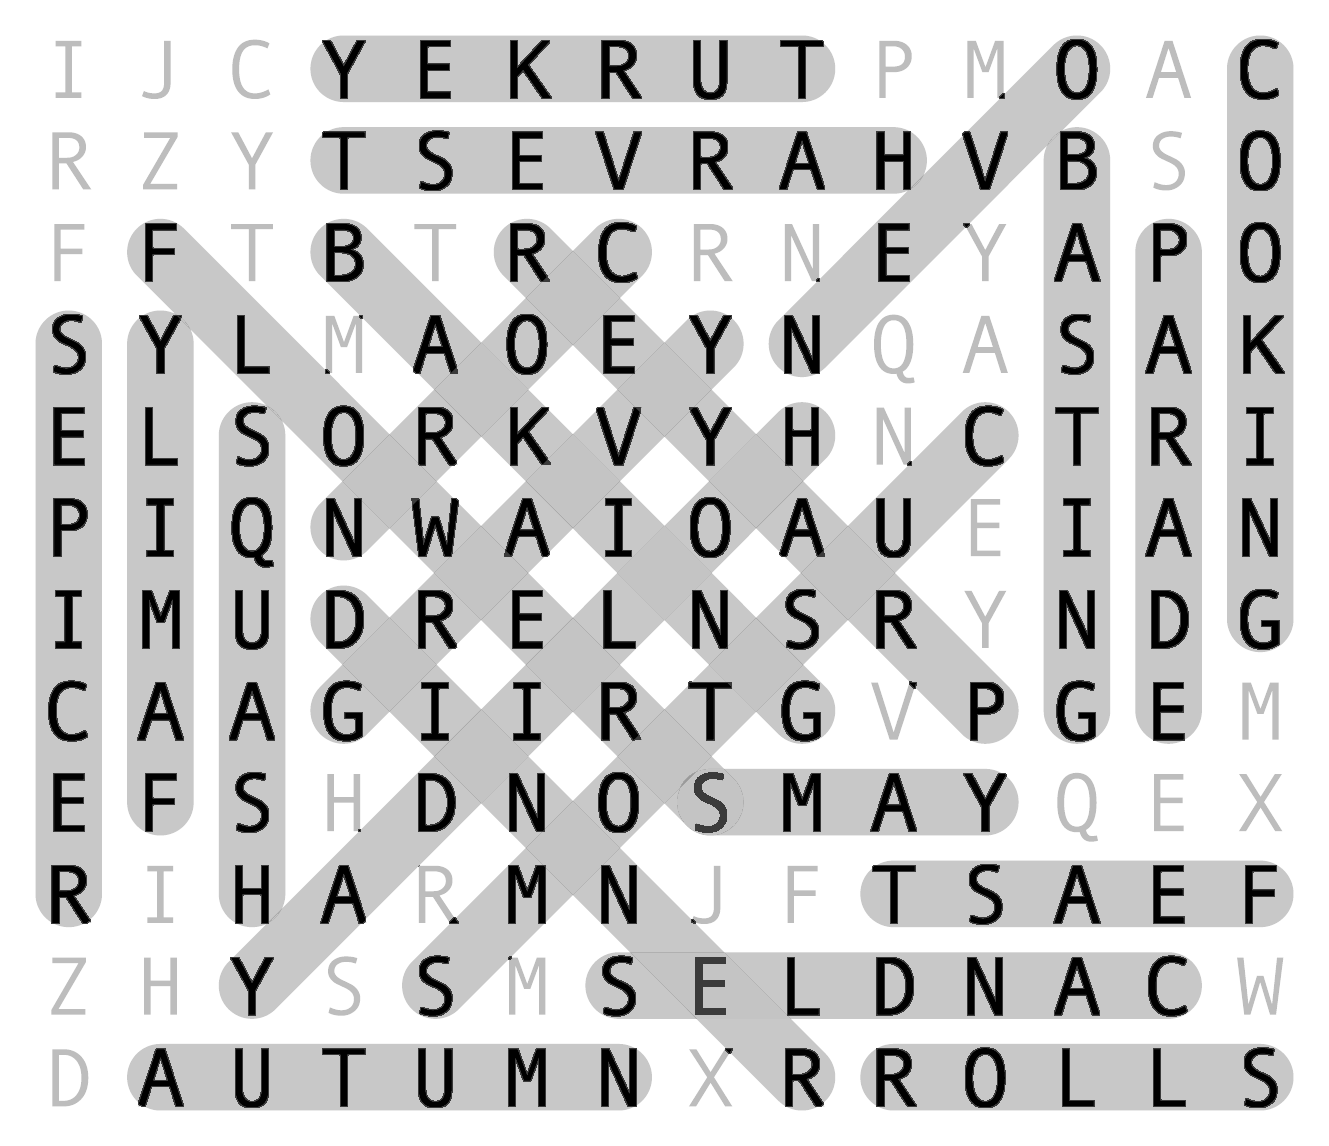 I J C Y E K R U T P M O A C
R Z Y T S E V R A H V B S O
F F T B T R C R N E Y A P O
S Y L M A O E Y N Q A S A K
E L S O R K V Y H N C T R I
P I Q N W A I O A U E I A N
I M U D R E L N S R Y N D G
C A A G I I R T G V P G E M
E F S H D N O S M A Y Q E X
R I H A R M N J F T S A E F
Z H Y S S M S E L D N A C W
D A U T U M N X R R O L L S